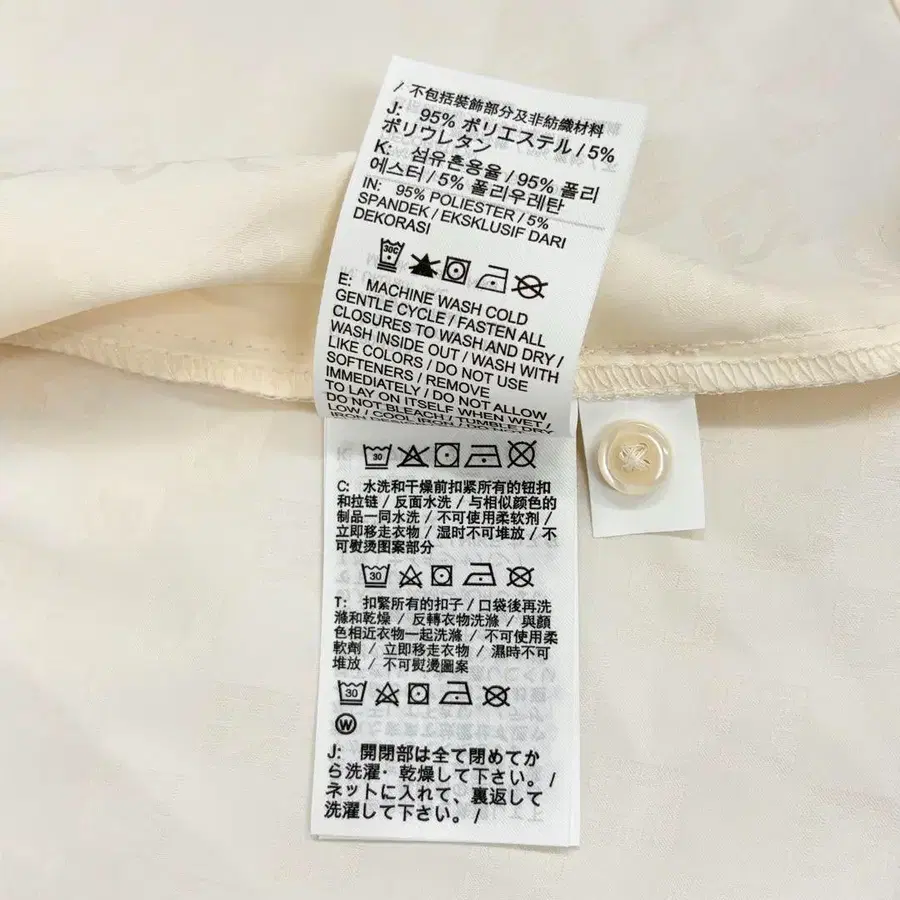 / 不包括裝飾部分及非紡織材料
J: 95% ポリエステル / 5%
ポリウレタン
K: 섬유혼용율 / 95% 폴리
에스터 / 5% 폴리우레탄
IN: 95% POLIESTER / 5%
SPANDEK / EKSKLUSIF DARI
DEKORASI
30C
E: MACHINE WASH COLD
GENTLE CYCLE / FASTEN ALL
CLOSURES TO WASH AND DRY /
WASH INSIDE OUT / WASH WITH
LIKE COLORS / DO NOT USE
SOFTENERS / REMOVE
IMMEDIATELY / DO NOT ALLOW
TO LAY ON ITSELF WHEN WET /
DO NOT BLEACH / TUMBLE DRY
LOW / COOL IRON / DO NOT
30
C: 水洗和干燥前扣紧所有的钮扣
和拉链 / 反面水洗 / 与相似颜色的
制品一同水洗 / 不可使用柔软剂 /
立即移走衣物 / 湿时不可堆放 / 不
可熨烫图案部分
30
T: 扣緊所有的扣子 / 口袋後再洗
滌和乾燥 / 反轉衣物洗滌 / 與顏
色相近衣物一起洗滌 / 不可使用柔
軟劑 / 立即移走衣物 / 濕時不可
堆放 / 不可熨燙圖案
30
W
J: 開閉部は全て閉めてか
ら洗濯・乾燥して下さい。/
ネットに入れて、裏返して
洗濯して下さい。/